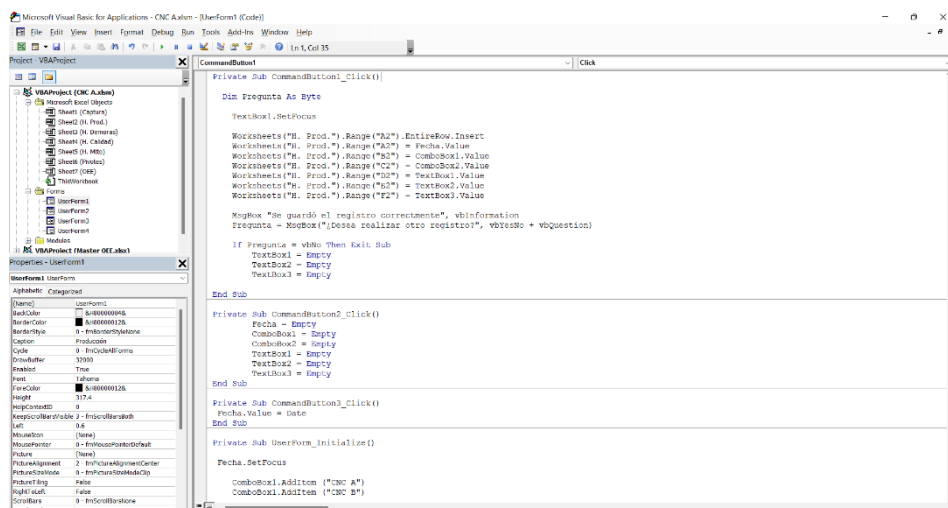 Microsoft Visual Basic for Applications - CNC A.xlsm - [UserForm1 (Code)]
File Edit View Insert Format Debug Run Tools Add-Ins Window Help
Ln 1, Col 35
Project - VBAProject
VBAProject (CNC A.xlsm)
Microsoft Excel Objects
Sheet1 (Captura)
Sheet2 (H. Prod.)
Sheet3 (H. Demoras)
Sheet4 (H. Calidad)
Sheet5 (H. Mtto)
Sheet6 (Pivotes)
Sheet7 (OEE)
ThisWorkbook
Forms
UserForm1
UserForm2
UserForm3
UserForm4
Modules
VBAProject (Master OEE.xlsx)
Properties - UserForm1
UserForm1 UserForm
Alphabetic Categorized
(Name) UserForm1
BackColor &H80000004&
BorderColor &H80000012&
BorderStyle 0 - fmBorderStyleNone
Caption Producción
Cycle 0 - fmCycleAllForms
DrawBuffer 32000
Enabled True
Font Tahoma
ForeColor &H80000012&
Height 317.4
HelpContextID 0
KeepScrollBarsVisible 3 - fmScrollBarsBoth
Left 0.6
MouseIcon (None)
MousePointer 0 - fmMousePointerDefault
Picture (None)
PictureAlignment 2 - fmPictureAlignmentCenter
PictureSizeMode 0 - fmPictureSizeModeClip
PictureTiling False
RightToLeft False
ScrollBars 0 - fmScrollBarsNone
CommandButton1 Click
Private Sub CommandButton1_Click()
Dim Pregunta As Byte
TextBox1.SetFocus
Worksheets("H. Prod.").Range("A2").EntireRow.Insert
Worksheets("H. Prod.").Range("A2") = Fecha.Value
Worksheets("H. Prod.").Range("B2") = ComboBox1.Value
Worksheets("H. Prod.").Range("C2") = ComboBox2.Value
Worksheets("H. Prod.").Range("D2") = TextBox1.Value
Worksheets("H. Prod.").Range("E2") = TextBox2.Value
Worksheets("H. Prod.").Range("F2") = TextBox3.Value
MsgBox "Se guardó el registro correctamente", vbInformation
Pregunta = MsgBox("¿Desea realizar otro registro?", vbYesNo + vbQuestion)
If Pregunta = vbNo Then Exit Sub
TextBox1 = Empty
TextBox2 = Empty
TextBox3 = Empty
End Sub
Private Sub CommandButton2_Click()
Fecha = Empty
ComboBox1 = Empty
ComboBox2 = Empty
TextBox1 = Empty
TextBox2 = Empty
TextBox3 = Empty
End Sub
Private Sub CommandButton3_Click()
Fecha.Value = Date
End Sub
Private Sub UserForm_Initialize()
Fecha.SetFocus
ComboBox1.AddItem ("CNC A")
ComboBox1.AddItem ("CNC B")